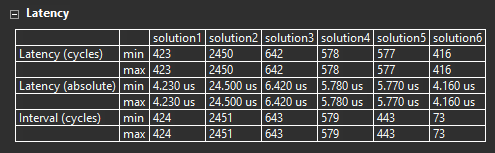 Latency
solution1 solution2 solution3 solution4 solution5 solution6
Latency (cycles) min 423 2450 642 578 577 416
max 423 2450 642 578 577 416
Latency (absolute) min 4.230 us 24.500 us 6.420 us 5.780 us 5.770 us 4.160 us
max 4.230 us 24.500 us 6.420 us 5.780 us 5.770 us 4.160 us
Interval (cycles) min 424 2451 643 579 443 73
max 424 2451 643 579 443 73